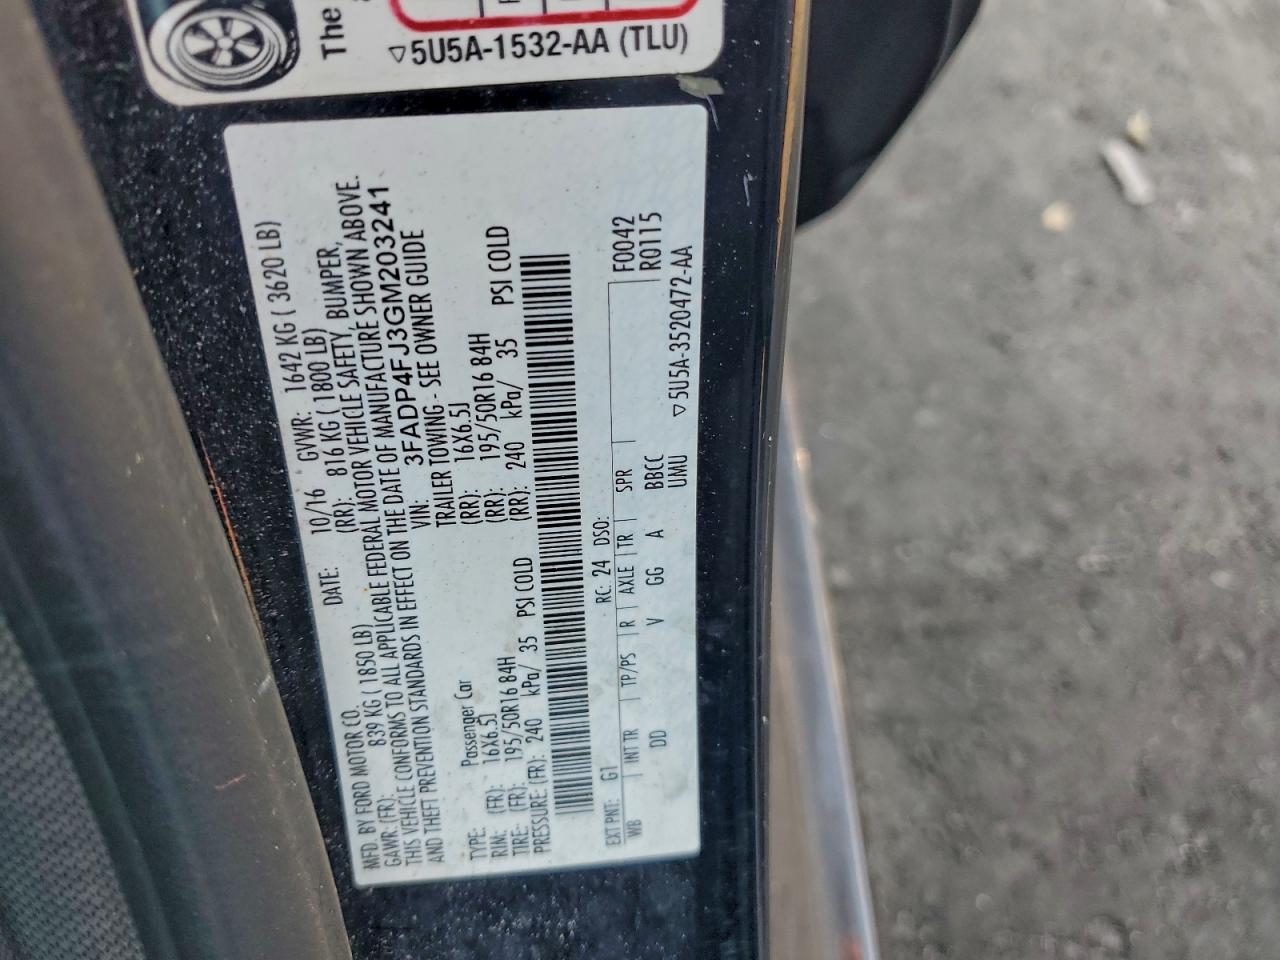 The
5U5A-1532-AA (TLU)
MFD. BY FORD MOTOR CO. DATE: 10/16 GVWR: 1642 KG ( 3620 LB)
GAWR: (FR): 839 KG ( 1850 LB) (RR): 816 KG ( 1800 LB)
THIS VEHICLE CONFORMS TO ALL APPLICABLE FEDERAL MOTOR VEHICLE SAFETY, BUMPER,
AND THEFT PREVENTION STANDARDS IN EFFECT ON THE DATE OF MANUFACTURE SHOWN ABOVE.
VIN: 3FADP4FJ3GM203241
TRAILER TOWING - SEE OWNER GUIDE
TYPE: Passenger Car
RIM: (FR): 16X6.5J (RR): 16X6.5J
TIRE: (FR): 195/50R16 84H (RR): 195/50R16 84H
PRESSURE: (FR): 240 kPa/ 35 PSI COLD (RR): 240 kPa/ 35 PSI COLD
EXT PNT: G1 RC: 24 DSO: F0042
WB INT TR TP/PS R AXLE TR SPR R0115
DD V GG A BBCC
UMU
5U5A-3520472-AA